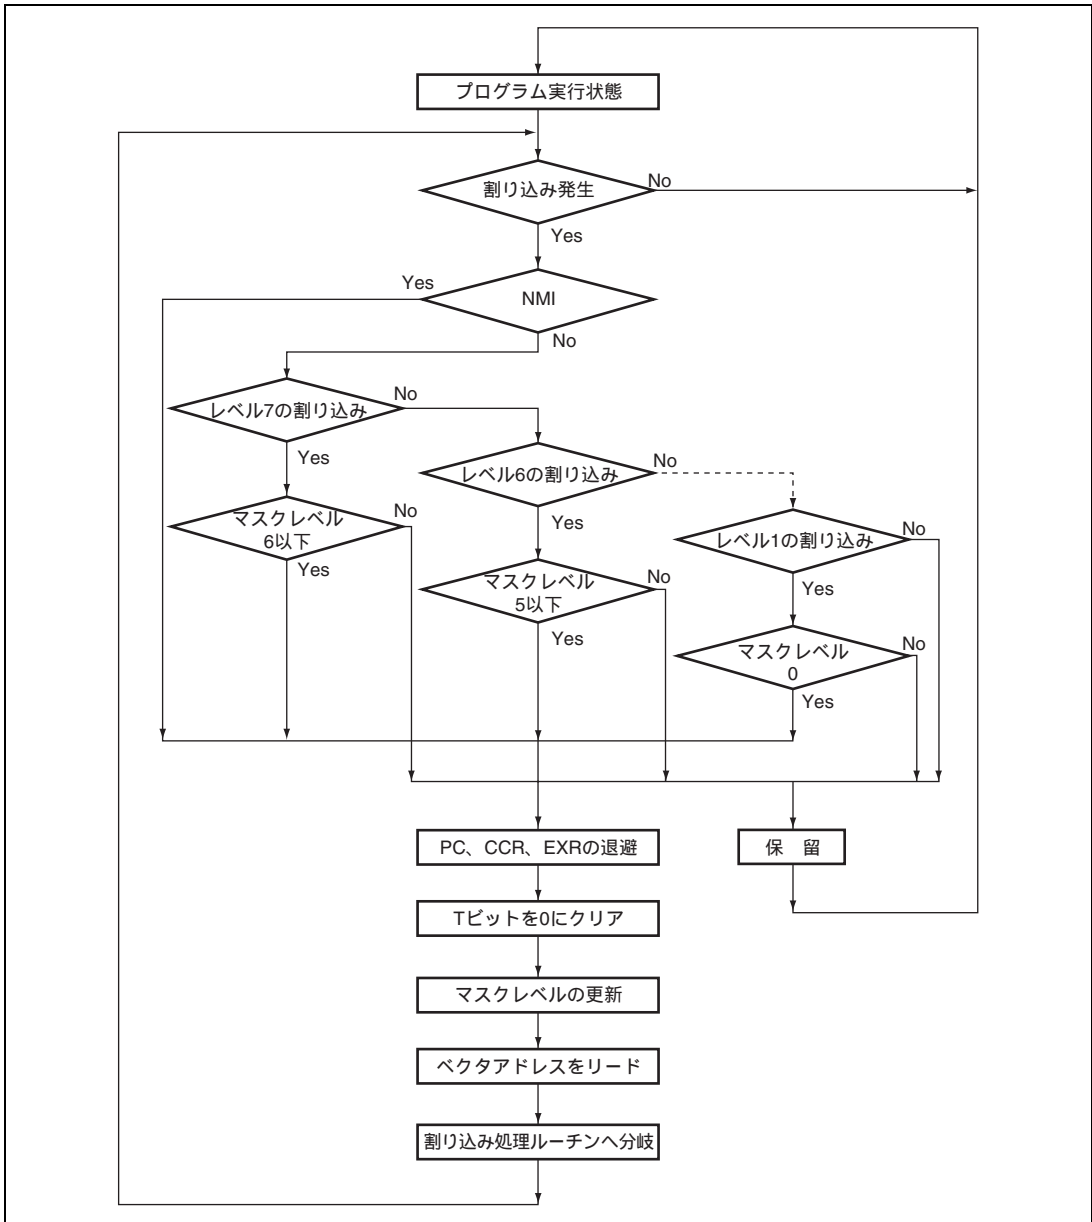 プログラム実行状態
割り込み発生
No
Yes
Yes
NMI
No
レベル7の割り込み
No
Yes
レベル6の割り込み
No
マスクレベル
6以下
No
Yes
Yes
レベル1の割り込み
No
マスクレベル
5以下
No
Yes
Yes
マスクレベル
0
No
Yes
PC、CCR、EXRの退避
保 留
Tビットを0にクリア
マスクレベルの更新
ベクタアドレスをリード
割り込み処理ルーチンへ分岐